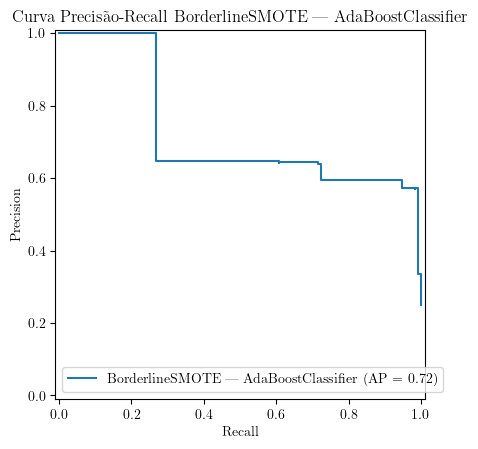 Curva Precisão-Recall BorderlineSMOTE — AdaBoostClassifier
1.0
0.8
0.6
0.4
0.2
0.0
Precision
BorderlineSMOTE — AdaBoostClassifier (AP = 0.72)
0.0 0.2 0.4 0.6 0.8 1.0
Recall